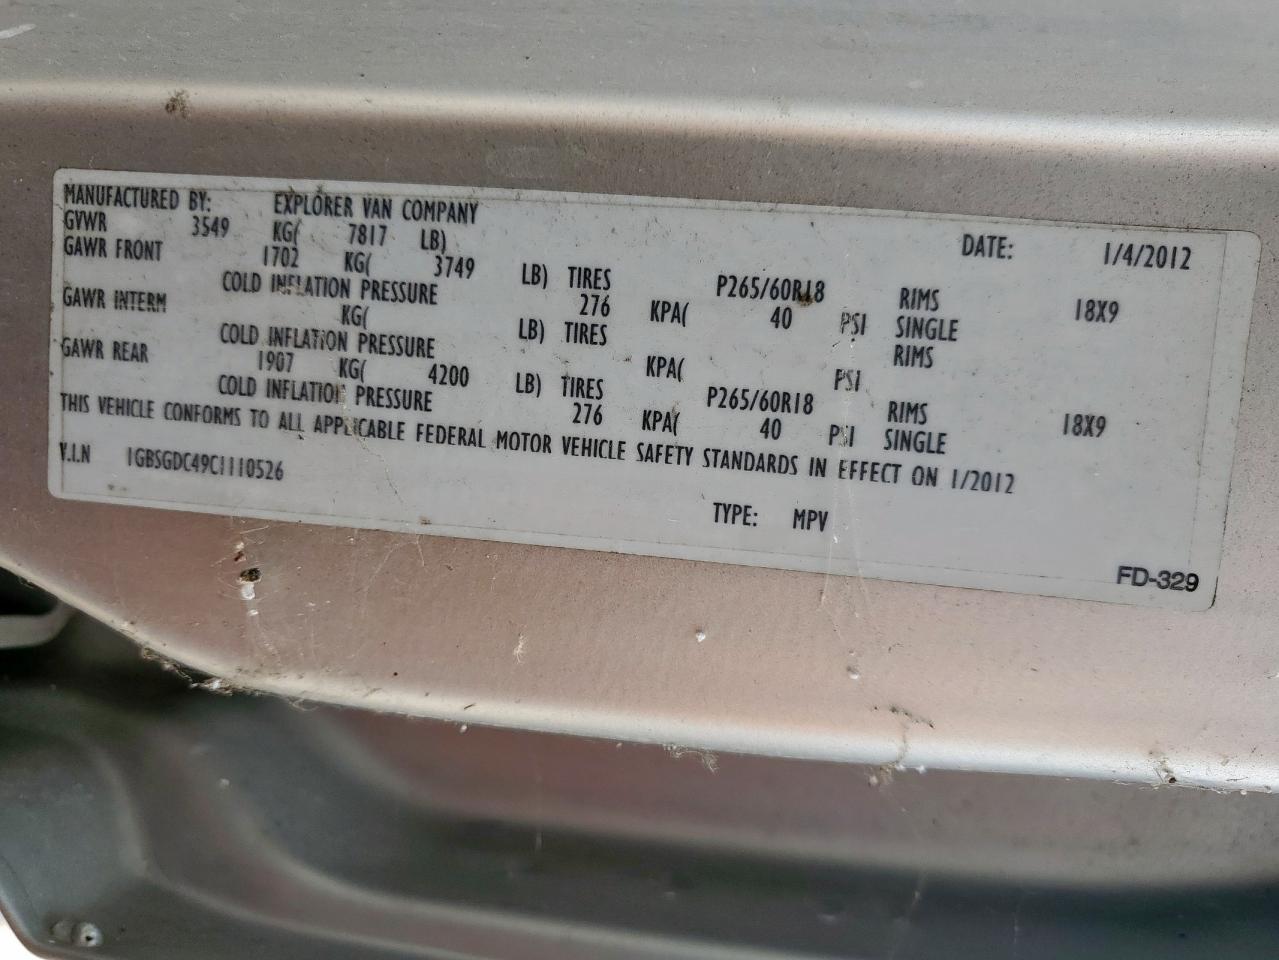 MANUFACTURED BY: EXPLORER VAN COMPANY DATE: 1/4/2012
GVWR 3549 KG( 7817 LB)
GAWR FRONT 1702 KG( 3749 LB) TIRES P265/60R18 RIMS 18X9
COLD INFLATION PRESSURE 276 KPA( 40 PSI SINGLE
GAWR INTERM KG( LB) TIRES RIMS
COLD INFLATION PRESSURE KPA( PSI
GAWR REAR 1907 KG( 4200 LB) TIRES P265/60R18 RIMS 18X9
COLD INFLATION PRESSURE 276 KPA( 40 PSI SINGLE
THIS VEHICLE CONFORMS TO ALL APPLICABLE FEDERAL MOTOR VEHICLE SAFETY STANDARDS IN EFFECT ON 1/2012
V.I.N 1GBSGDC49C1110526
TYPE: MPV
FD-329